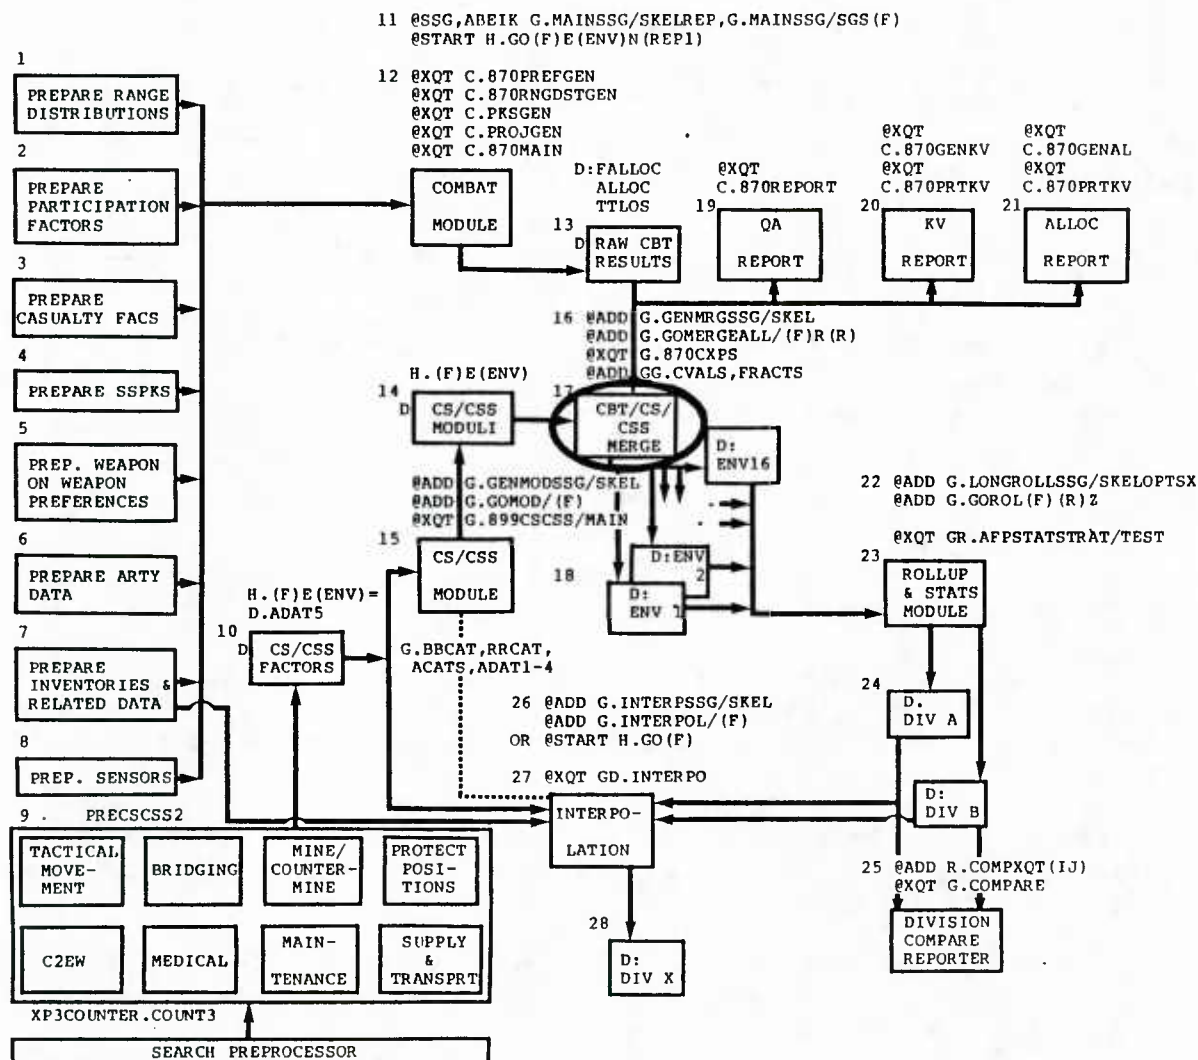 11 @SSG,ABEIK G.MAINSSG/SKELREP,G.MAINSSG/SGS(F)
@START H.GO(F)E(ENV)N(REP1)
1
PREPARE RANGE
DISTRIBUTIONS
2
PREPARE
PARTICIPATION
FACTORS
3
PREPARE
CASUALTY FACS
4
PREPARE SSPKS
5
PREP. WEAPON
ON WEAPON
PREFERENCES
6
PREPARE ARTY
DATA
7
PREPARE
INVENTORIES &
RELATED DATA
8
PREP. SENSORS
12 @XQT C.870PREFGEN
@XQT C.870RNGDSTGEN
@XQT C.PKSGEN
@XQT C.PROJGEN
@XQT C.870MAIN
COMBAT
MODULE
D:FALLOC
ALLOC
TTLOS
13
D RAW CBT
RESULTS
@XQT
C.870REPORT
19
QA
REPORT
@XQT
C.870GENKV
@XQT
C.870PRTKV
20
KV
REPORT
@XQT
C.870GENAL
@XQT
C.870PRTKV
21
ALLOC
REPORT
16 @ADD G.GENMRGSSG/SKEL
@ADD G.GOMERGEALL/(F)R(R)
@XQT G.870CXPS
@ADD GG.CVALS,FRACTS
H.(F)E(ENV)
14
D CS/CSS
MODULI
17
CBT/CS/
CSS
MERGE
D:
ENV16
@ADD G.GENMODSSG/SKEL
@ADD G.GOMOD/(F)
@XQT G.899CSCSS/MAIN
15
CS/CSS
MODULE
18
D:ENV
2
D:
ENV 1
22 @ADD G.LONGROLLSSG/SKELOPTSX
@ADD G.GOROL(F)(R)Z
@XQT GR.AFPSTATSTRAT/TEST
23
ROLLUP
& STATS
MODULE
H.(F)E(ENV)=
D.ADAT5
10
D CS/CSS
FACTORS
G.BBCAT,RRCAT,
ACATS,ADAT1-4
24
D.
DIV A
26 @ADD G.INTERPSSG/SKEL
@ADD G.INTERPOL/(F)
OR @START H.GO(F)
27 @XQT GD.INTERPO
INTERPO-
LATION
D:
DIV B
25 @ADD R.COMPXQT(IJ)
@XQT G.COMPARE
DIVISION
COMPARE
REPORTER
28
D:
DIV X
9 . PRECSCSS2
TACTICAL
MOVE-
MENT
BRIDGING
MINE/
COUNTER-
MINE
PROTECT
POSI-
TIONS
C2EW
MEDICAL
MAIN-
TENANCE
SUPPLY
&
TRANSPRT
XP3COUNTER.COUNT3
SEARCH PREPROCESSOR